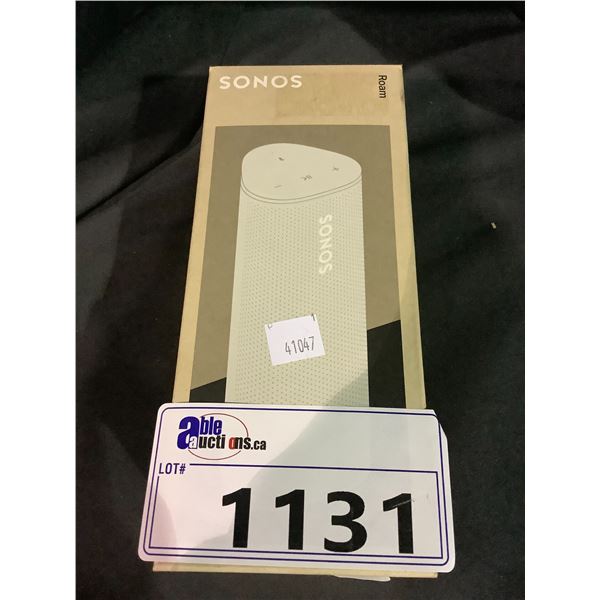 SONOS
Roam
SONOS
41047
able
auctions.ca
LOT#
1131